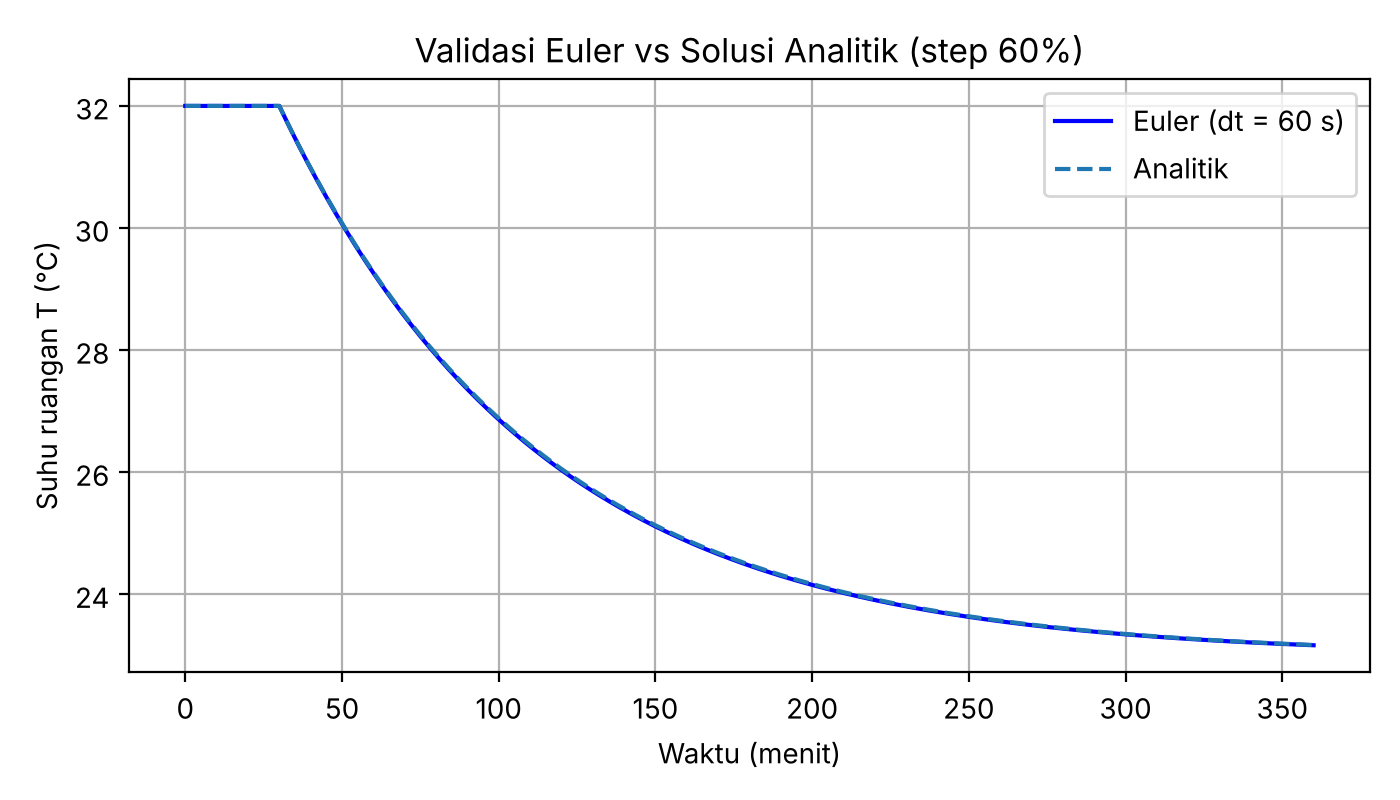 Validasi Euler vs Solusi Analitik (step 60%)
Euler (dt = 60 s)
Analitik
Suhu ruangan T (°C)
32
30
28
26
24
0 50 100 150 200 250 300 350
Waktu (menit)